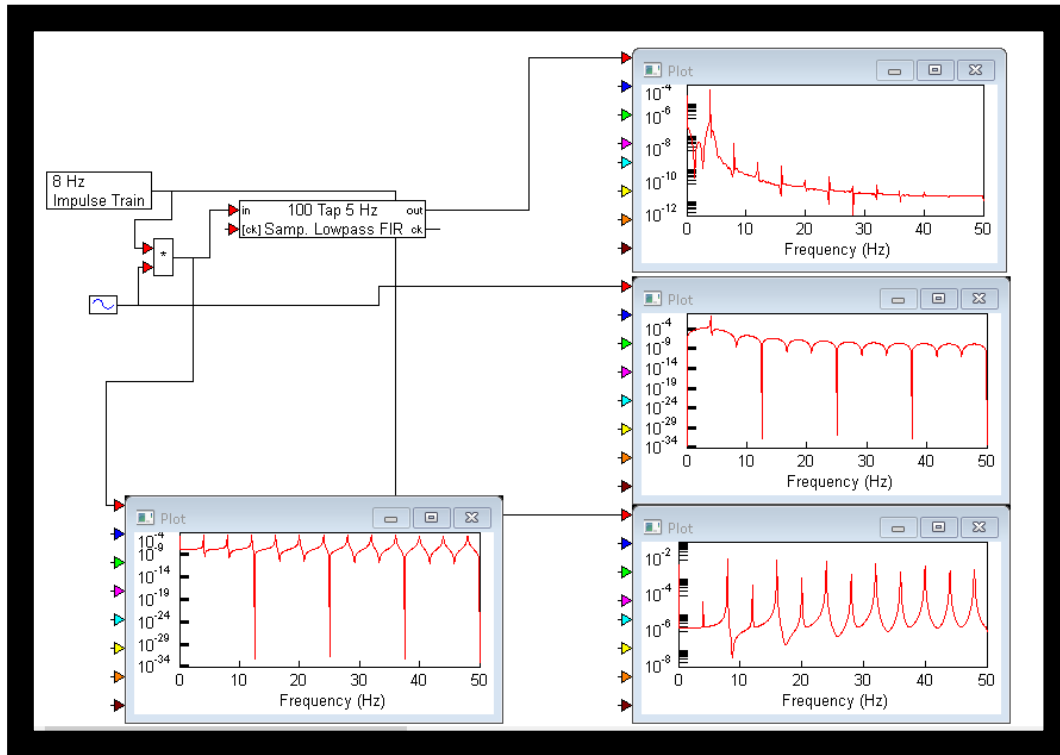 Plot
10-4
10-6
10-8
10-10
10-12
0 10 20 30 40 50
Frequency (Hz)
8 Hz
Impulse Train
in 100 Tap 5 Hz out
[ck] Samp. Lowpass FIR ck
*
Plot
10-4
10-9
10-14
10-19
10-24
10-29
10-34
0 10 20 30 40 50
Frequency (Hz)
Plot
10-4
10-9
10-14
10-19
10-24
10-29
10-34
0 10 20 30 40 50
Frequency (Hz)
Plot
10-2
10-4
10-6
10-8
0 10 20 30 40 50
Frequency (Hz)